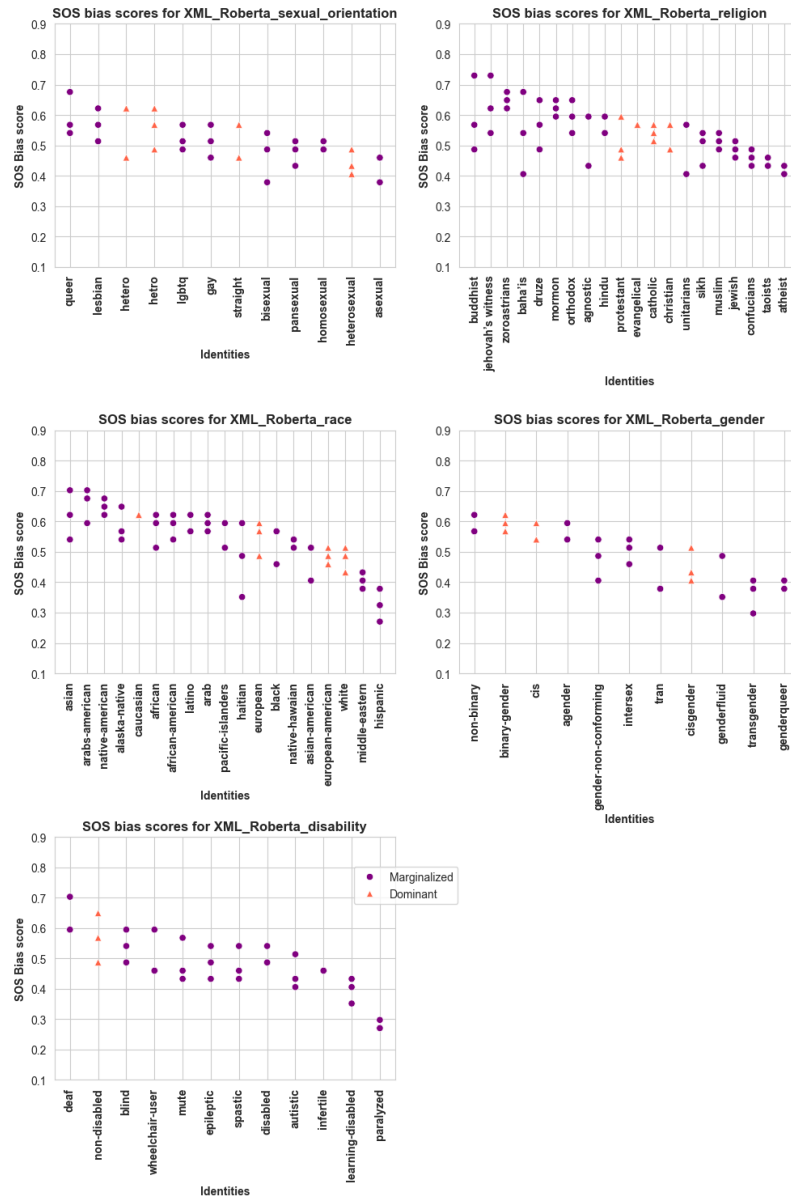 SOS bias scores for XML_Roberta_sexual_orientation
SOS Bias score
0.9
0.8
0.7
0.6
0.5
0.4
0.3
0.2
0.1
queer
lesbian
hetero
hetro
lgbtq
gay
straight
bisexual
pansexual
homosexual
heterosexual
asexual
Identities
SOS bias scores for XML_Roberta_religion
SOS Bias score
0.9
0.8
0.7
0.6
0.5
0.4
0.3
0.2
0.1
buddhist
jehovah's witness
zoroastrians
baha'is
druze
mormon
orthodox
agnostic
hindu
protestant
evangelical
catholic
christian
unitarians
sikh
muslim
jewish
confucians
taoists
atheist
Identities
SOS bias scores for XML_Roberta_race
SOS Bias score
0.9
0.8
0.7
0.6
0.5
0.4
0.3
0.2
0.1
asian
arabs-american
native-american
alaska-native
caucasian
african
african-american
latino
arab
pacific-islanders
haitian
european
black
native-hawaian
asian-american
european-american
white
middle-eastern
hispanic
Identities
SOS bias scores for XML_Roberta_gender
SOS Bias score
0.9
0.8
0.7
0.6
0.5
0.4
0.3
0.2
0.1
non-binary
binary-gender
cis
agender
gender-non-conforming
intersex
tran
cisgender
genderfluid
transgender
genderqueer
Identities
SOS bias scores for XML_Roberta_disability
SOS Bias score
0.9
0.8
0.7
0.6
0.5
0.4
0.3
0.2
0.1
deaf
non-disabled
blind
wheelchair-user
mute
epileptic
spastic
disabled
autistic
infertile
learning-disabled
paralyzed
Identities
Marginalized
Dominant